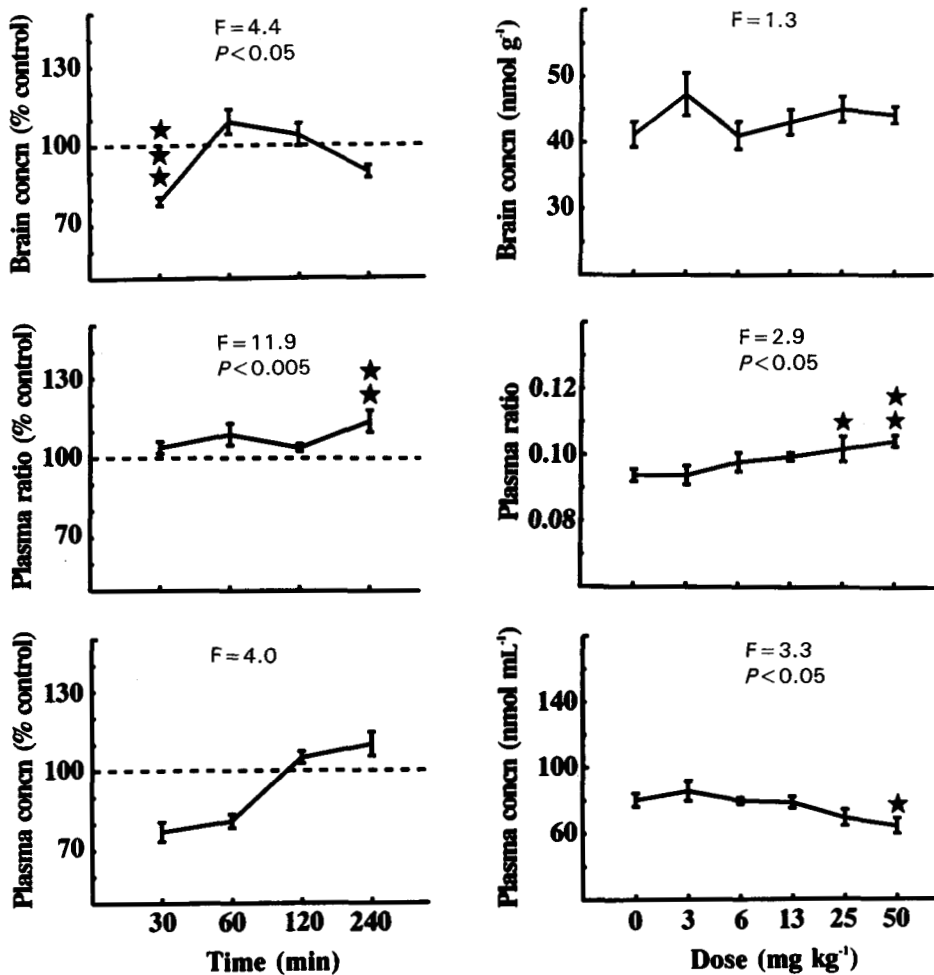 Brain concn (% control)
130
100
70
F=4.4
P<0.05
★
★
★
Brain concn (nmol g⁻¹)
50
40
30
F=1.3
Plasma ratio (% control)
130
100
70
F=11.9
P<0.005
★
★
Plasma ratio
0.12
0.10
0.08
F=2.9
P<0.05
★
★
★
Plasma concn (% control)
130
100
70
F=4.0
30 60 120 240
Time (min)
Plasma concn (nmol mL⁻¹)
140
100
60
F=3.3
P<0.05
★
0 3 6 13 25 50
Dose (mg kg⁻¹)